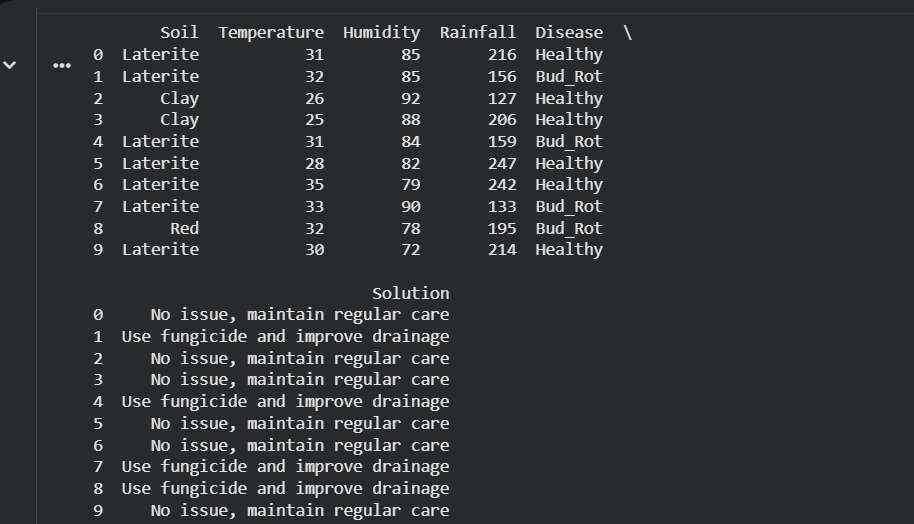 Soil  Temperature  Humidity  Rainfall  Disease  \
0  Laterite           31        85       216  Healthy
1  Laterite           32        85       156  Bud_Rot
2      Clay           26        92       127  Healthy
3      Clay           25        88       206  Healthy
4  Laterite           31        84       159  Bud_Rot
5  Laterite           28        82       247  Healthy
6  Laterite           35        79       242  Healthy
7  Laterite           33        90       133  Bud_Rot
8       Red           32        78       195  Bud_Rot
9  Laterite           30        72       214  Healthy
Solution
0     No issue, maintain regular care
1  Use fungicide and improve drainage
2     No issue, maintain regular care
3     No issue, maintain regular care
4  Use fungicide and improve drainage
5     No issue, maintain regular care
6     No issue, maintain regular care
7  Use fungicide and improve drainage
8  Use fungicide and improve drainage
9     No issue, maintain regular care